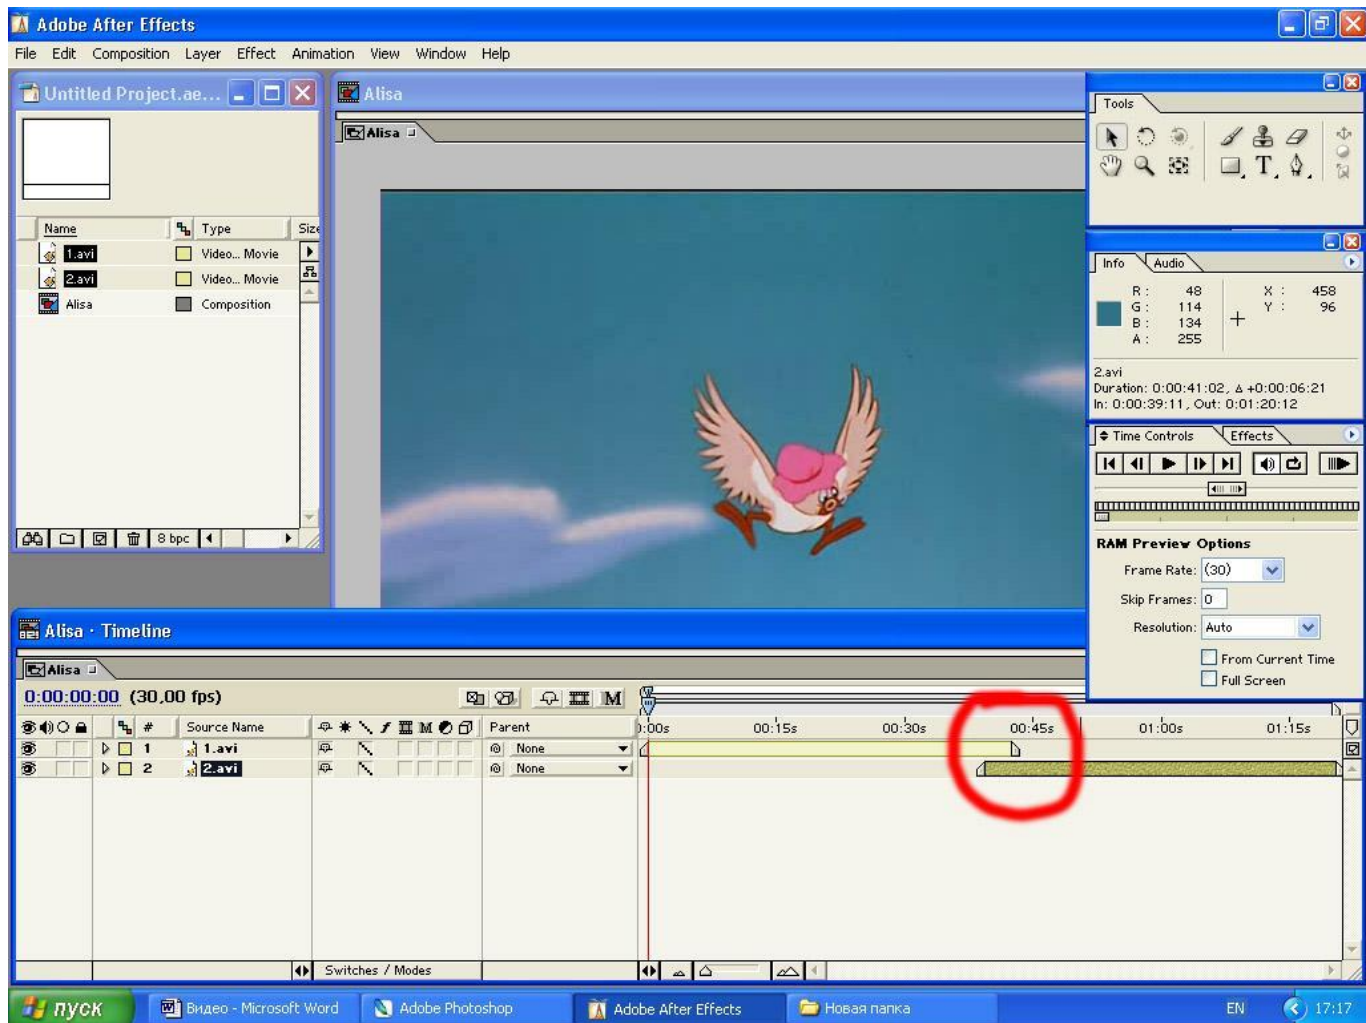 Adobe After Effects
File Edit Composition Layer Effect Animation View Window Help
Untitled Project.ae...
Name Type Size
1.avi Video... Movie
2.avi Video... Movie
Alisa Composition
8 bpc
Alisa
Alisa
Tools
T
Info Audio
R : 48 X : 458
G : 114 Y : 96
B : 134
A : 255
2.avi
Duration: 0:00:41:02, Δ +0:00:06:21
In: 0:00:39:11, Out: 0:01:20:12
Time Controls Effects
RAM Preview Options
Frame Rate: (30)
Skip Frames: 0
Resolution: Auto
From Current Time
Full Screen
Alisa · Timeline
Alisa
0:00:00:00 (30,00 fps) M
# Source Name M Parent ):00s 00:15s 00:30s 00:45s 01:00s 01:15s
1 1.avi None
2 2.avi None
Switches / Modes
пуск Видео - Microsoft Word Adobe Photoshop Adobe After Effects Новая папка EN 17:17